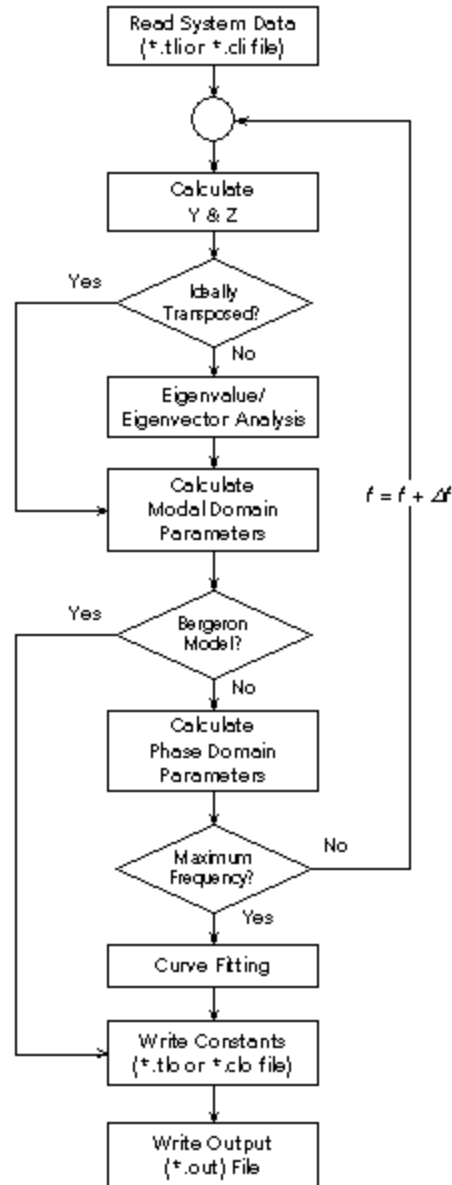 Read System Data
(*.tli or *.cli file)
Calculate
Y & Z
Yes
Ideally
Transposed?
No
Eigenvalue/
Eigenvector Analysis
Calculate
Modal Domain
Parameters
f = f + Δf
Yes
Bergeron
Model?
No
Calculate
Phase Domain
Parameters
Maximum
Frequency?
No
Yes
Curve Fitting
Write Constants
(*.tlo or *.clo file)
Write Output
(*.out) File